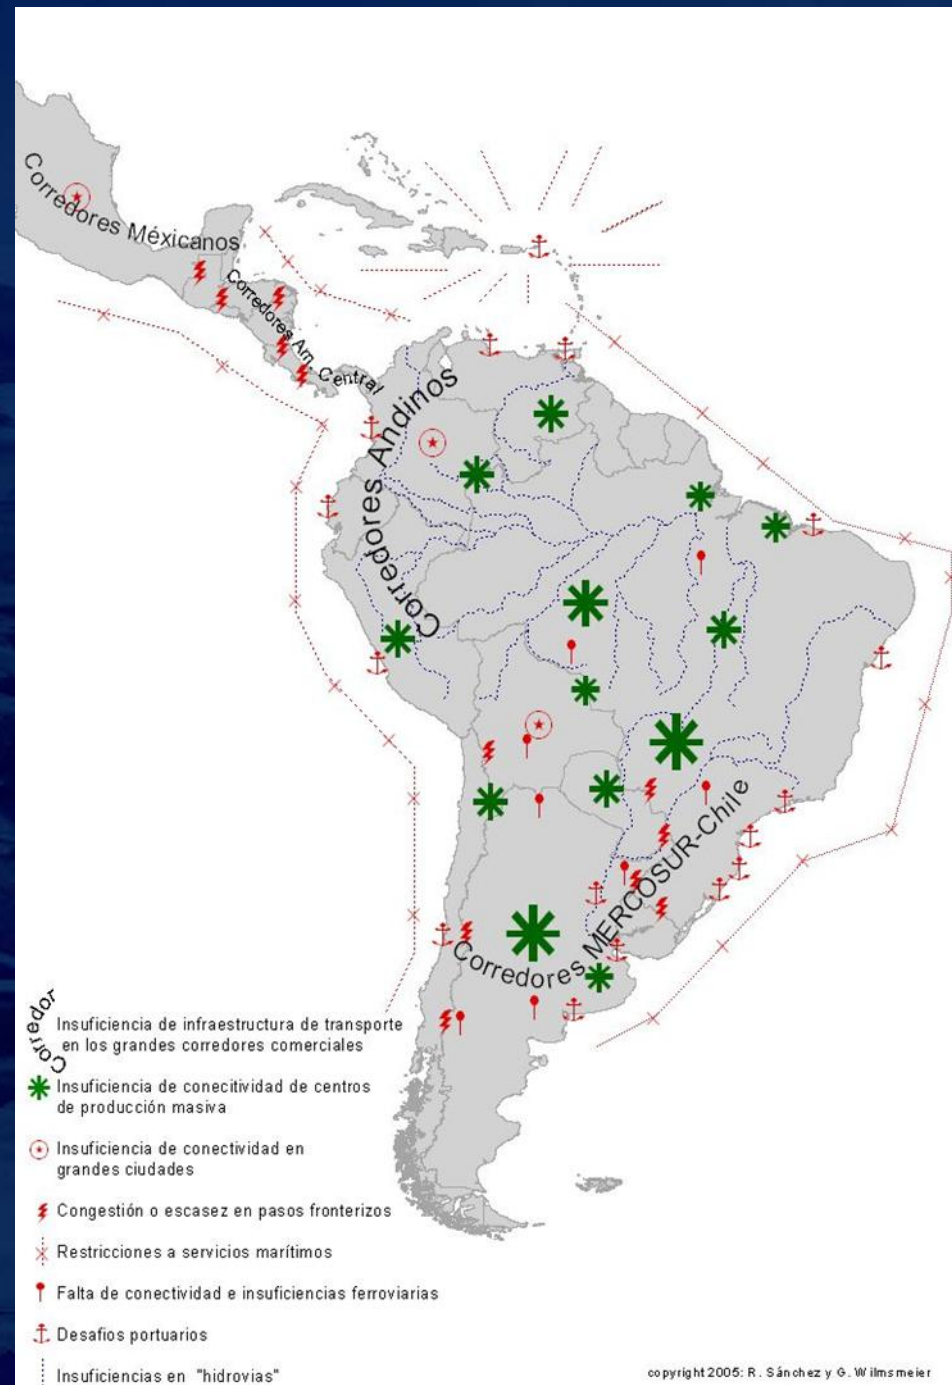 Corredores Méxicanos
Corredores Am. Central
Corredores Andinos
Corredores MERCOSUR-Chile
Corredor
Insuficiencia de infraestructura de transporte
en los grandes corredores comerciales
Insuficiencia de conecitividad de centros
de producción masiva
Insuficiencia de conectividad en
grandes ciudades
Congestión o escasez en pasos fronterizos
Restricciones a servicios marítimos
Falta de conectividad e insuficiencias ferroviarias
Desafios portuarios
Insuficiencias en "hidrovias"
copyright 2005: R. Sánchez y G. Wilmsmeier